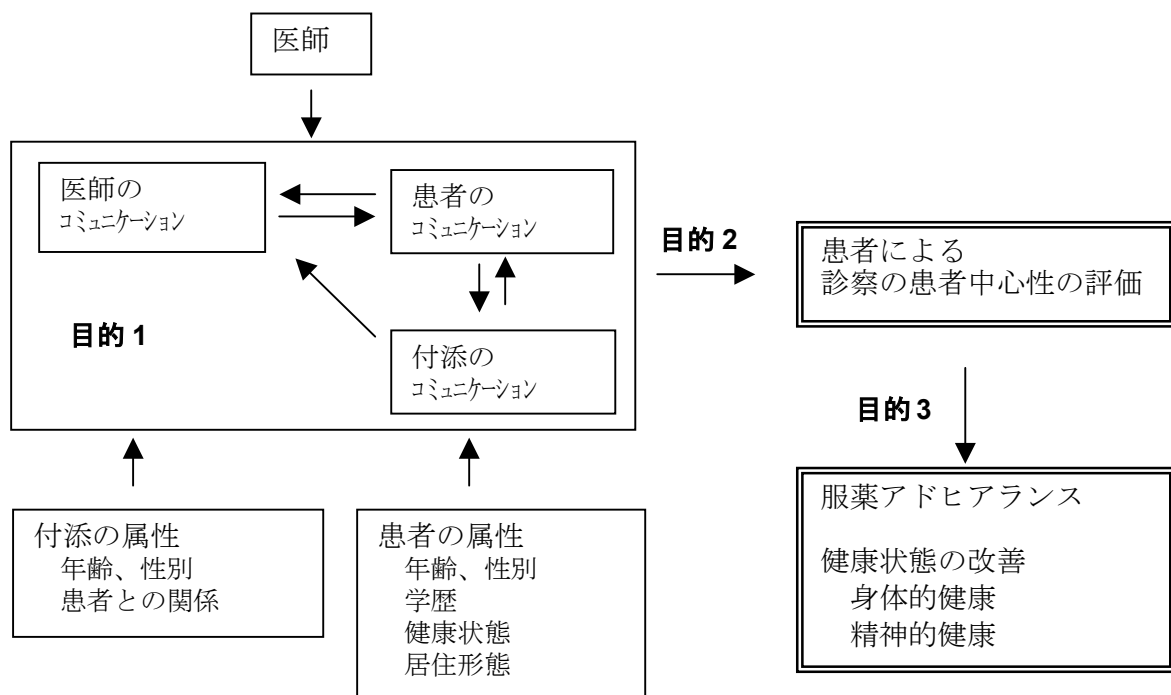 医師
医師の
コミュニケーション
患者の
コミュニケーション
目的 1
付添の
コミュニケーション
目的 2
患者による
診察の患者中心性の評価
目的 3
付添の属性
年齢、性別
患者との関係
患者の属性
年齢、性別
学歴
健康状態
居住形態
服薬アドヒアランス
健康状態の改善
身体的健康
精神的健康